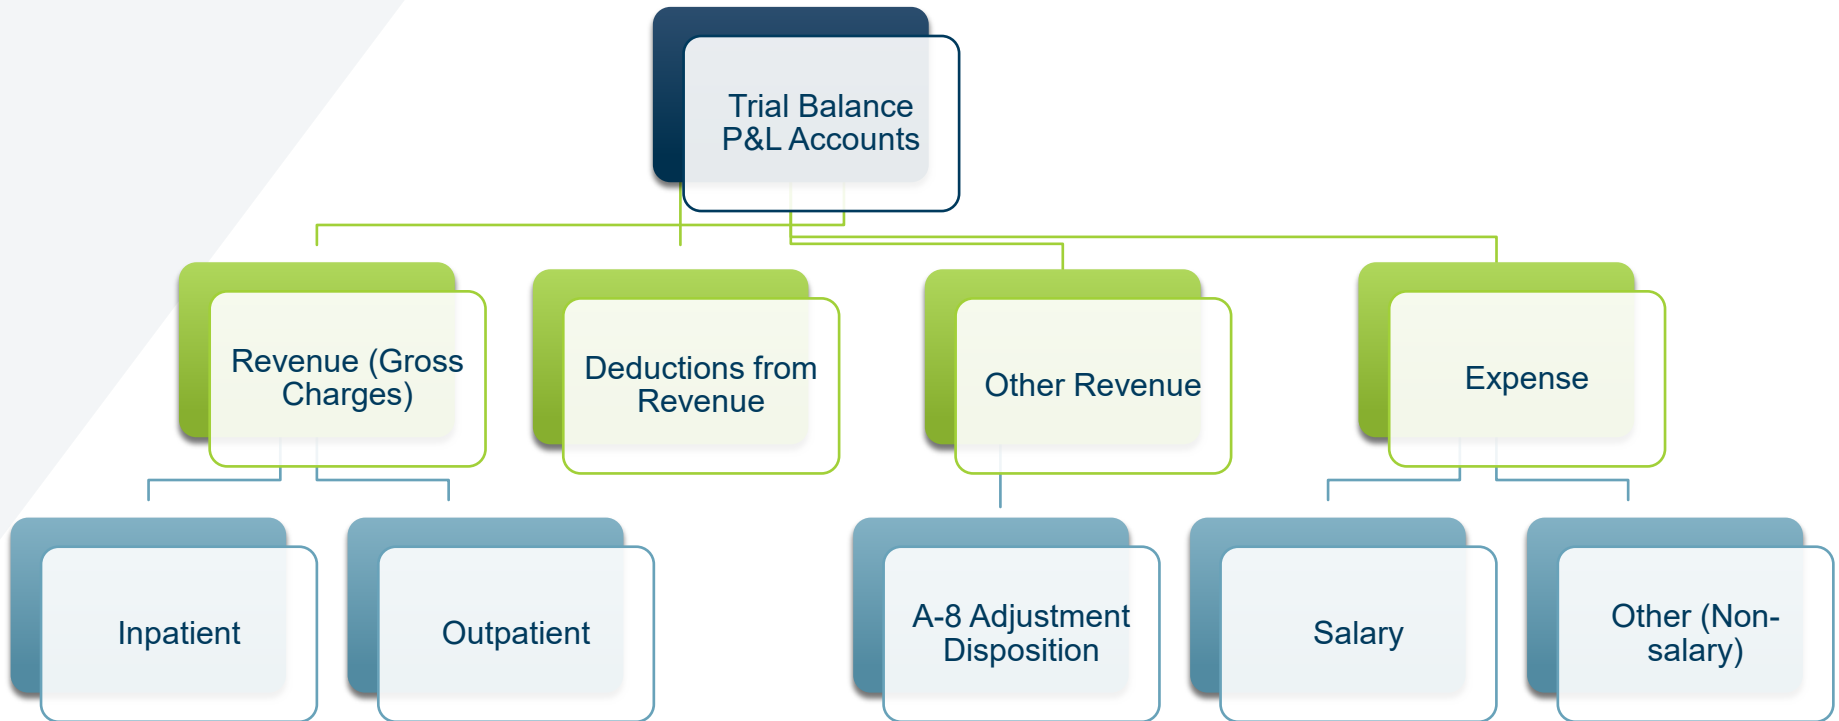 Trial Balance
P&L Accounts
Revenue (Gross
Charges)
Deductions from
Revenue
Other Revenue
Expense
Inpatient
Outpatient
A-8 Adjustment
Disposition
Salary
Other (Non-
salary)